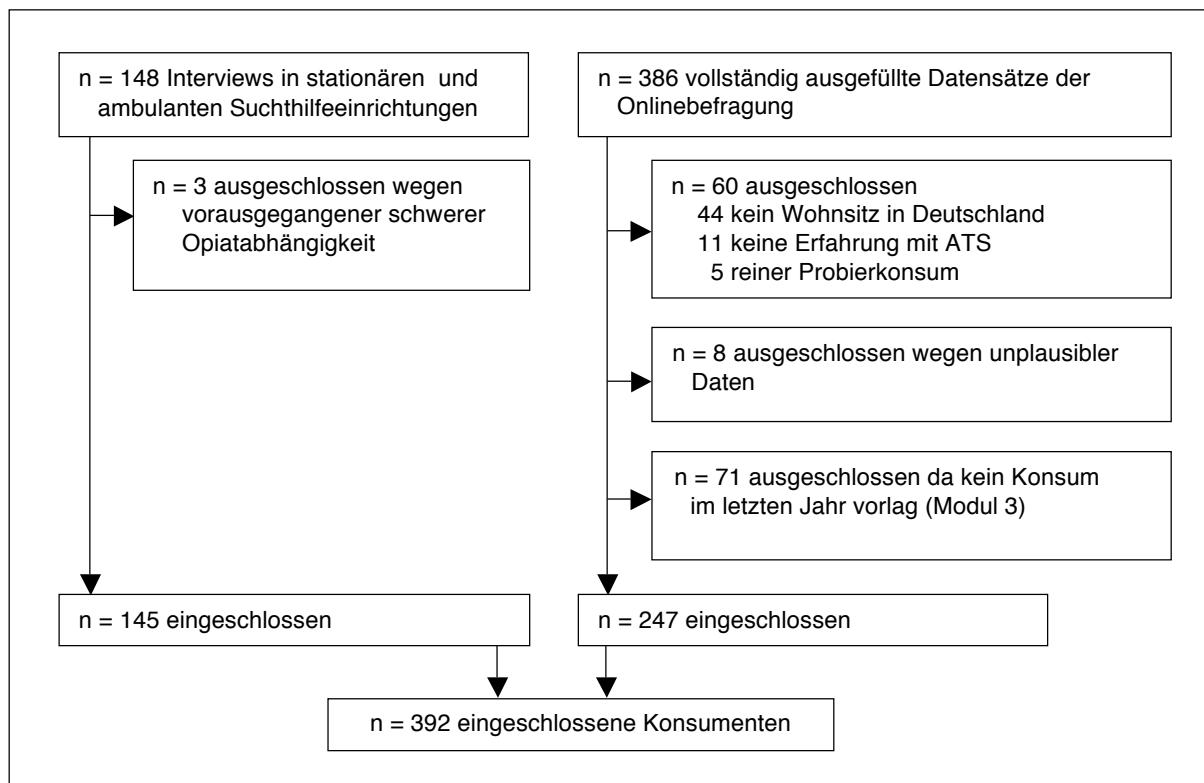 n = 148 Interviews in stationären und
ambulanten Suchthilfeeinrichtungen
n = 3 ausgeschlossen wegen
vorausgegangener schwerer
Opiatabhängigkeit
n = 145 eingeschlossen
n = 386 vollständig ausgefüllte Datensätze der
Onlinebefragung
n = 60 ausgeschlossen
44 kein Wohnsitz in Deutschland
11 keine Erfahrung mit ATS
5 reiner Probierkonsum
n = 8 ausgeschlossen wegen unplausibler
Daten
n = 71 ausgeschlossen da kein Konsum
im letzten Jahr vorlag (Modul 3)
n = 247 eingeschlossen
n = 392 eingeschlossene Konsumenten